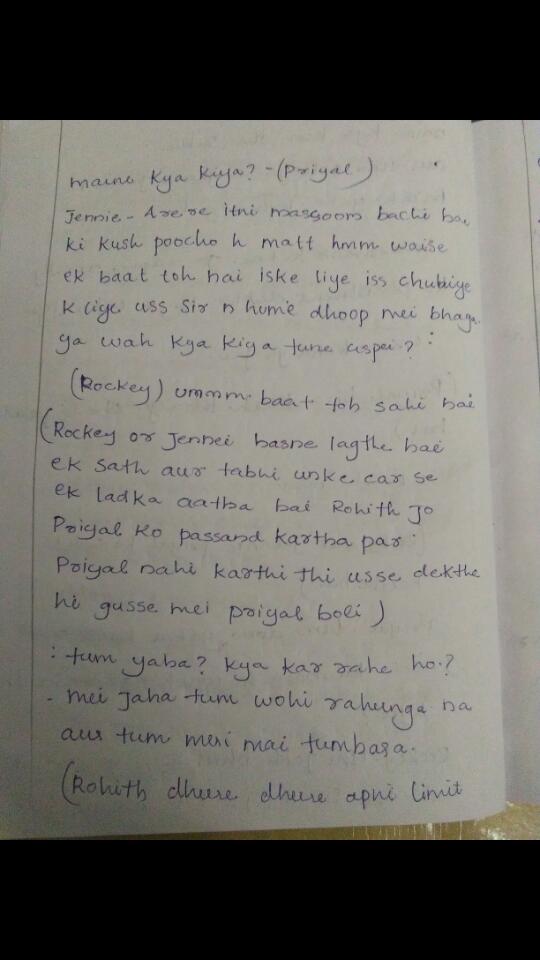 maine kya kiya? - (Priyal)
Jennie - Arere itni masoom bachi hai
ki kush poocho h matt hmm waise
ek baat toh hai iske liye iss chubiye
k liye uss Sir n hume dhoop mei bhaga
ya wah kya kiya tune uspei?
(Rockey) ummm baat toh sahi hai
(Rockey or Jennei hasne lagthe hai
ek sath aur tabhi unke car se
ek ladka aatha hai Rohith Jo
Priyal ko passand kartha par
Priyal nahi karthi thi usse dekthe
hi gusse mei priyal boli)
: tum yaha? kya kar rahe ho?
- mei Jaha tum wohi rahunga na
aur tum meri mai tumhara.
(Rohith dheere dheere apni limit